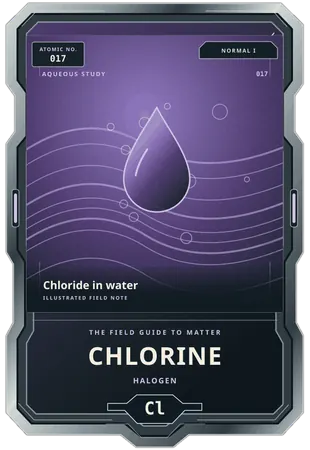 ATOMIC NO.
017
NORMAL I
AQUEOUS STUDY
017
Chloride in water
ILLUSTRATED FIELD NOTE
THE FIELD GUIDE TO MATTER
CHLORINE
HALOGEN
Cl